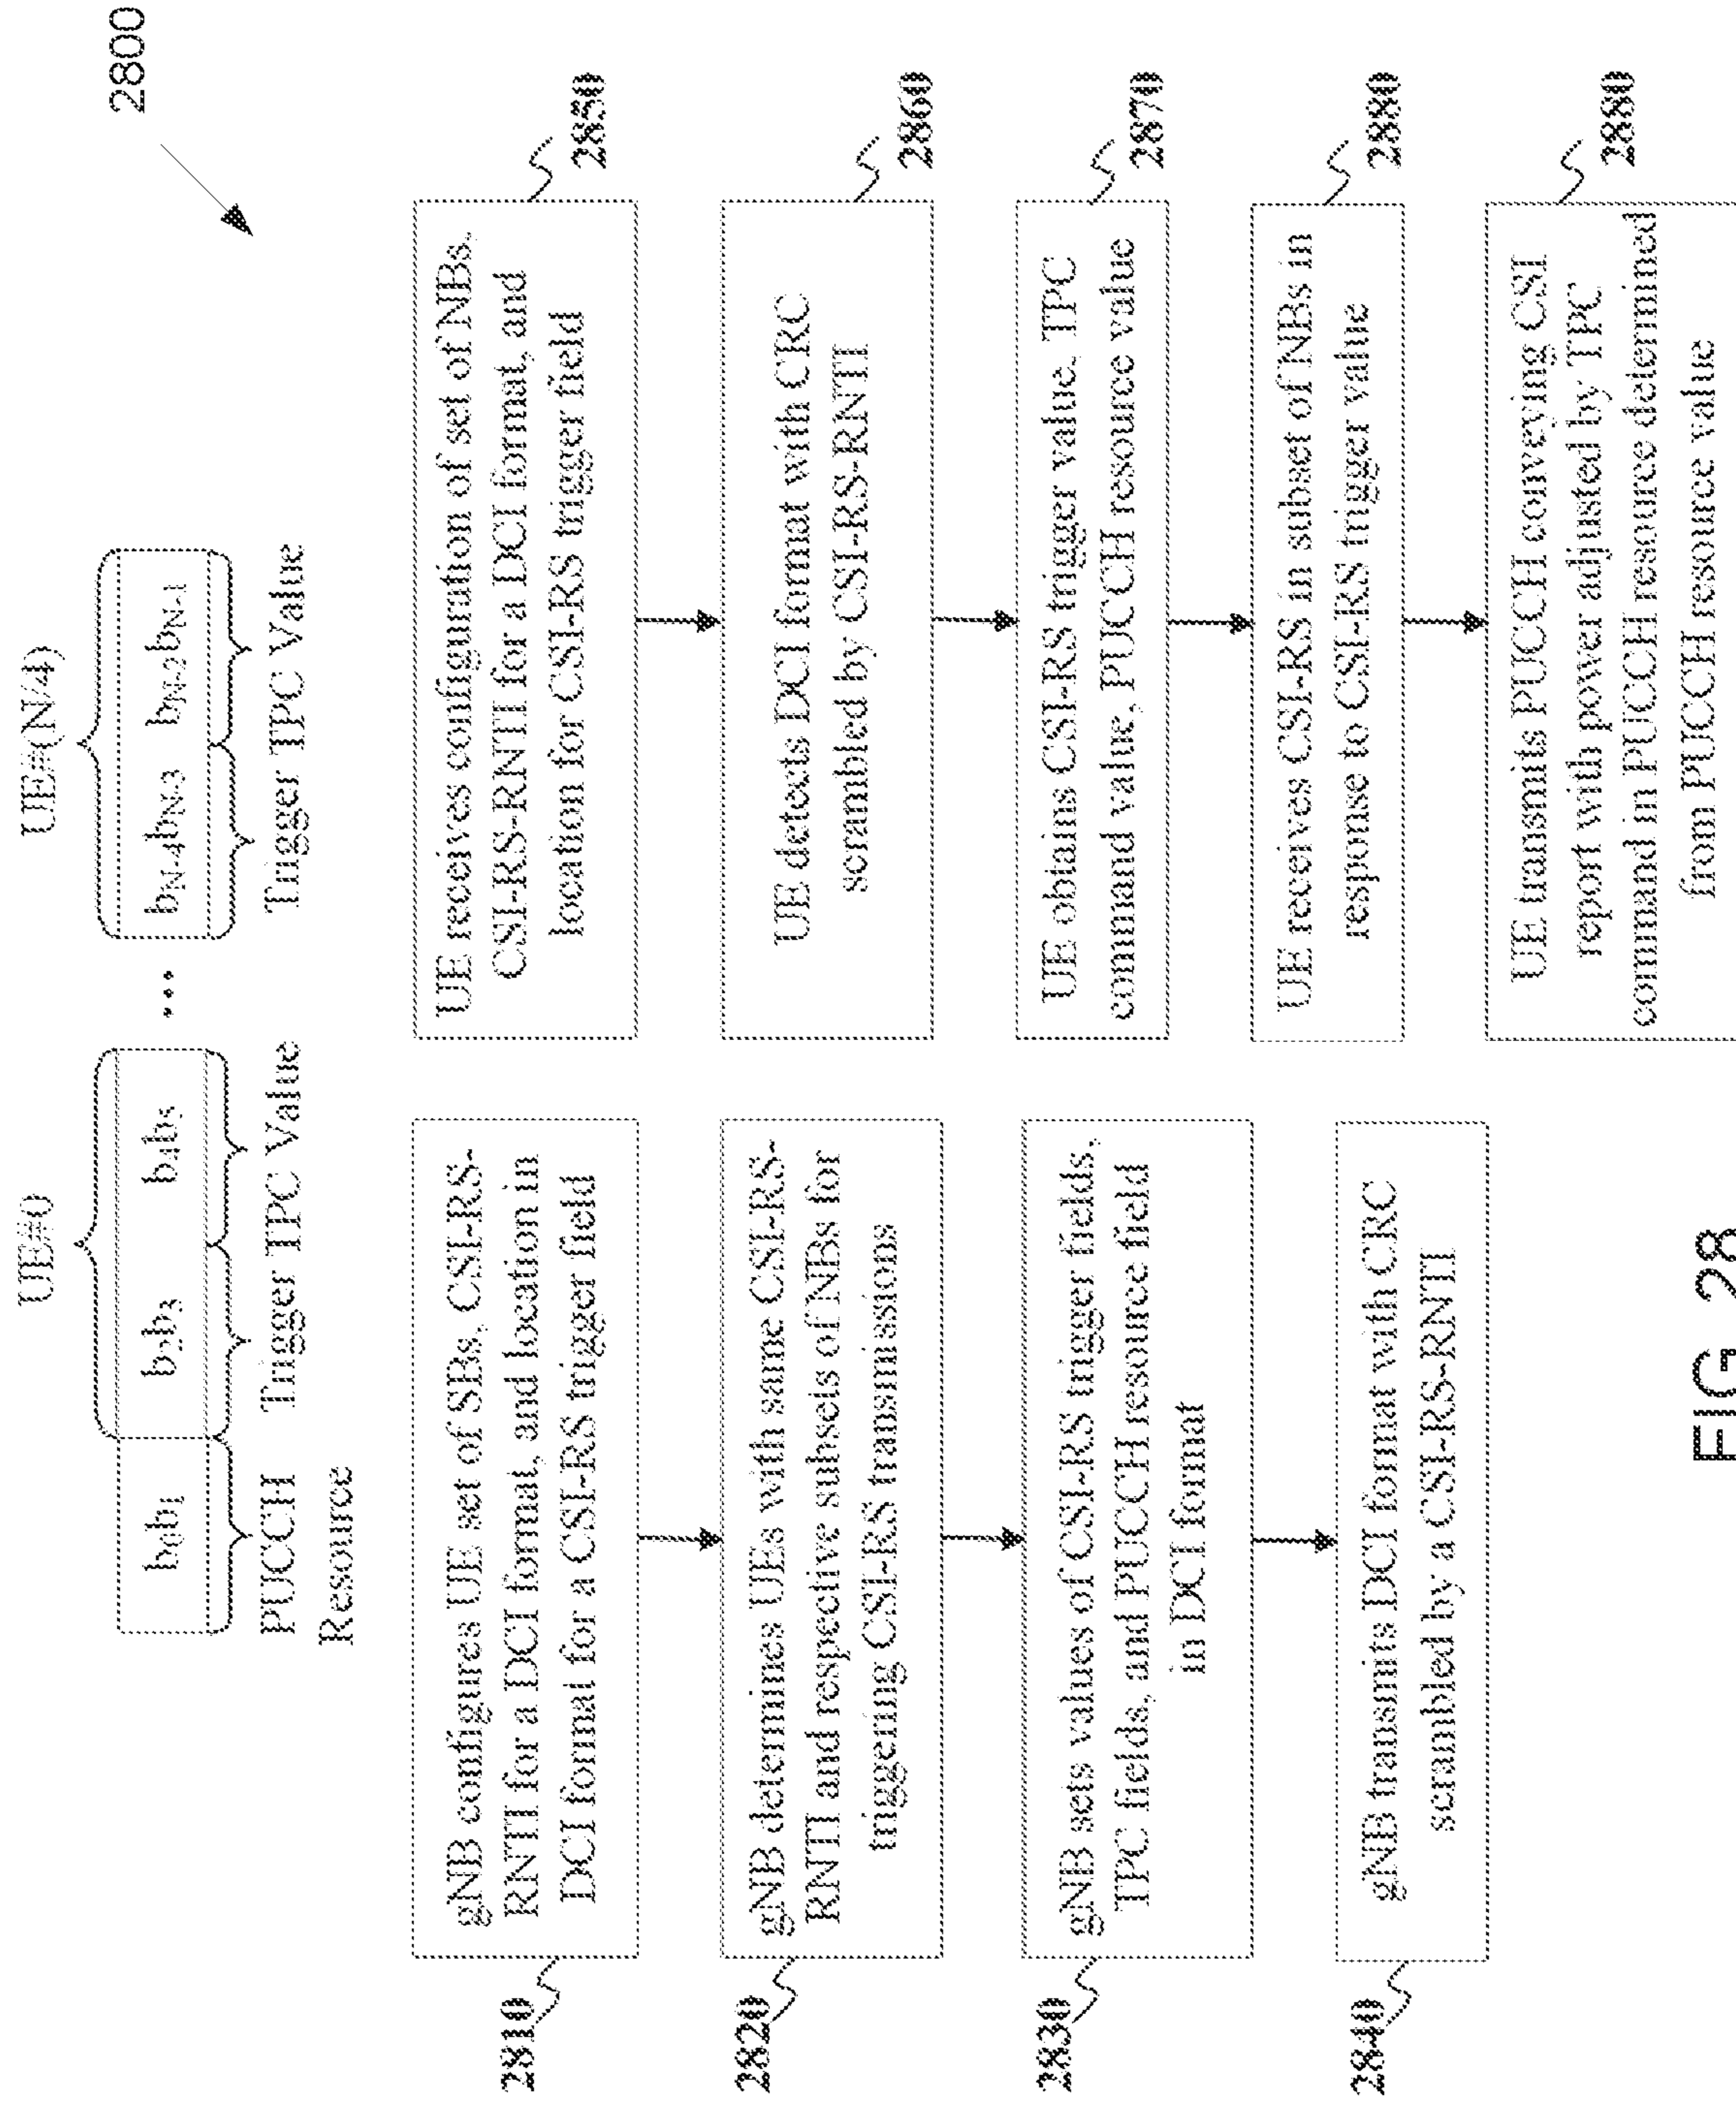 2800
UE#0
UE#(N/4)
b0b1
b2b3
b4b5
...
bN-4bN-3
bN-2bN-1
PUCCH
Resource
Trigger TPC Value
Trigger TPC Value
2810
gNB configures UE set of SBs, CSI-RS-
RNTI for a DCI format, and location in
DCI format for a CSI-RS trigger field
2820
gNB determines UEs with same CSI-RS-
RNTI and respective subsets of NBs for
triggering CSI-RS transmissions
2830
gNB sets values of CSI-RS trigger fields,
TPC fields, and PUCCH resource field
in DCI format
2840
gNB transmits DCI format with CRC
scrambled by a CSI-RS-RNTI
2850
UE receives configuration of set of NBs,
CSI-RS-RNTI for a DCI format, and
location for CSI-RS trigger field
2860
UE detects DCI format with CRC
scrambled by CSI-RS-RNTI
2870
UE obtains CSI-RS trigger value, TPC
command value, PUCCH resource value
2880
UE receives CSI-RS in subset of NBs in
response to CSI-RS trigger value
2880
UE transmits PUCCH conveying CSI
report with power adjusted by TPC
command in PUCCH resource determined
from PUCCH resource value
FIG. 28